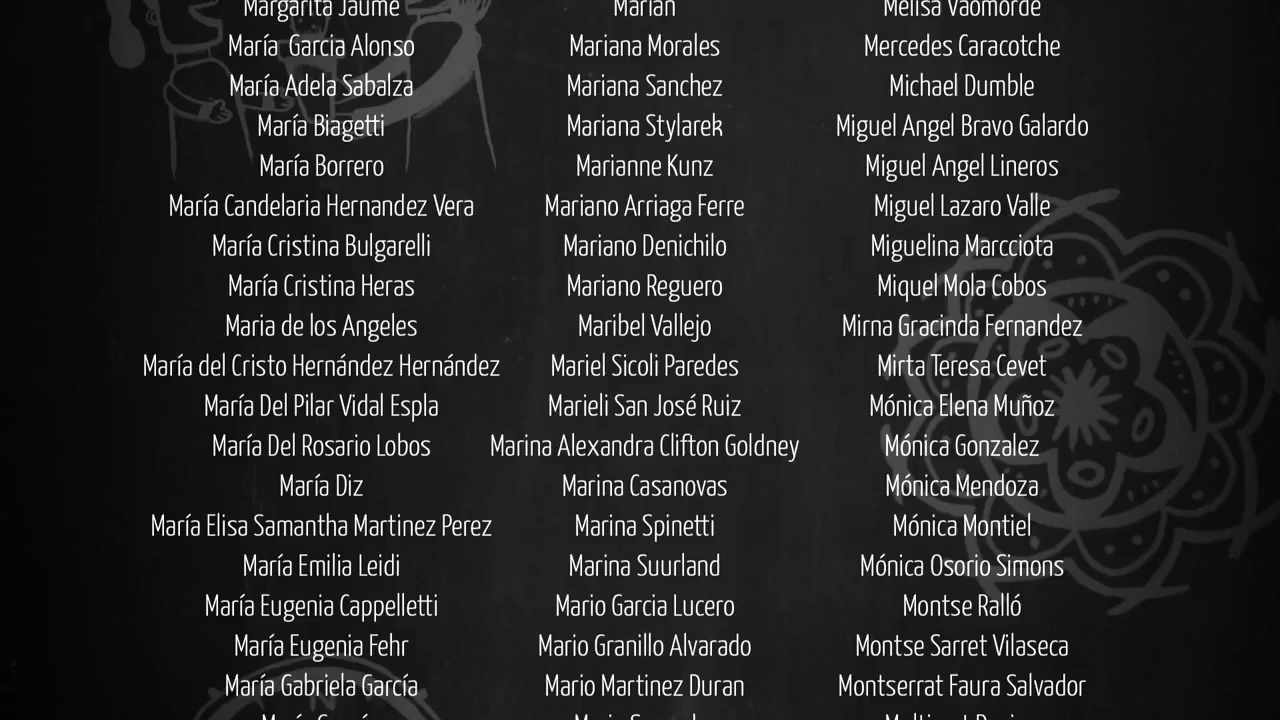 Margarita Jaume
María Garcia Alonso
María Adela Sabalza
María Biagetti
María Borrero
María Candelaria Hernandez Vera
María Cristina Bulgarelli
María Cristina Heras
Maria de los Angeles
María del Cristo Hernández Hernández
María Del Pilar Vidal Espla
María Del Rosario Lobos
María Diz
María Elisa Samantha Martinez Perez
María Emilia Leidi
María Eugenia Cappelletti
María Eugenia Fehr
María Gabriela García
Marian
Mariana Morales
Mariana Sanchez
Mariana Stylarek
Marianne Kunz
Mariano Arriaga Ferre
Mariano Denichilo
Mariano Reguero
Maribel Vallejo
Mariel Sicoli Paredes
Marieli San José Ruiz
Marina Alexandra Clifton Goldney
Marina Casanovas
Marina Spinetti
Marina Suurland
Mario Garcia Lucero
Mario Granillo Alvarado
Mario Martinez Duran
Melisa Vaomorde
Mercedes Caracotche
Michael Dumble
Miguel Angel Bravo Galardo
Miguel Angel Lineros
Miguel Lazaro Valle
Miguelina Marcciota
Miquel Mola Cobos
Mirna Gracinda Fernandez
Mirta Teresa Cevet
Mónica Elena Muñoz
Mónica Gonzalez
Mónica Mendoza
Mónica Montiel
Mónica Osorio Simons
Montse Ralló
Montse Sarret Vilaseca
Montserrat Faura Salvador